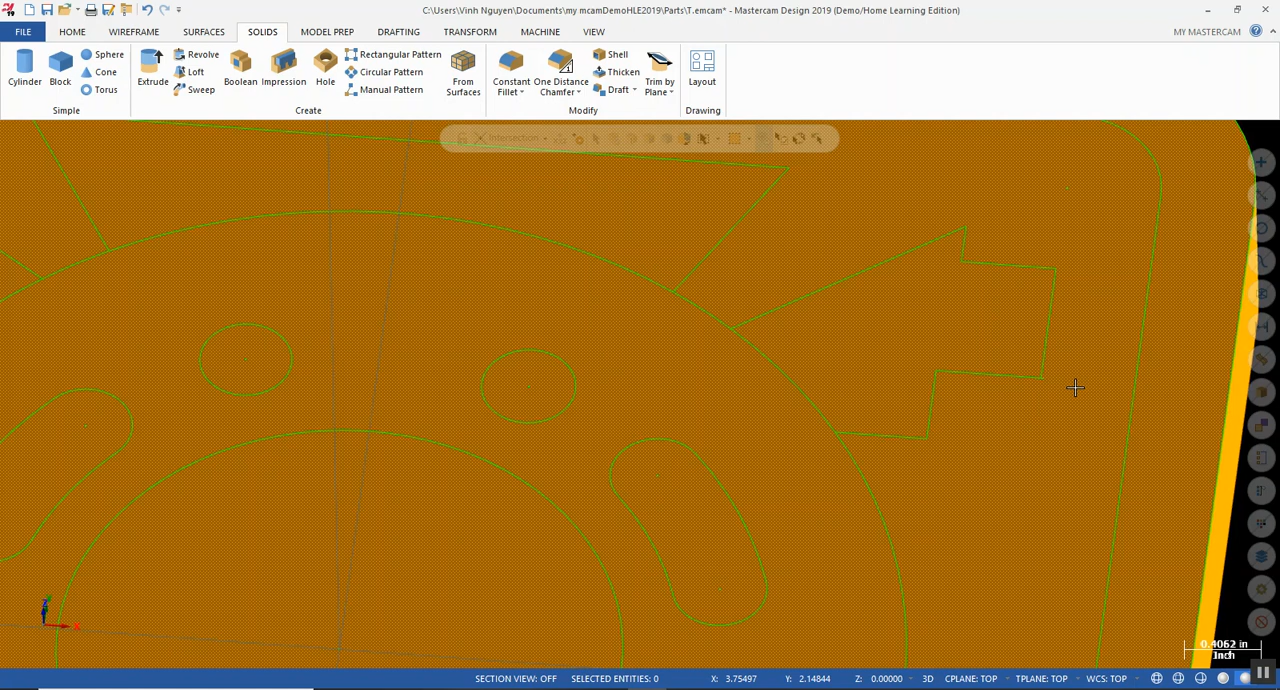 C:\Users\Vinh Nguyen\Documents\my mcamDemoHLE2019\Parts\T.emcam* - Mastercam Design 2019 (Demo/Home Learning Edition)
FILE HOME WIREFRAME SURFACES SOLIDS MODEL PREP DRAFTING TRANSFORM MACHINE VIEW MY MASTERCAM
Cylinder
Block
Sphere
Cone
Torus
Simple
Extrude
Revolve
Loft
Sweep
Boolean
Impression
Hole
Rectangular Pattern
Circular Pattern
Manual Pattern
From Surfaces
Create
Constant Fillet
One Distance Chamfer
Shell
Thicken
Draft
Trim by Plane
Modify
Layout
Drawing
Intersection
Z
X
0.4062 in
Inch
SECTION VIEW: OFF SELECTED ENTITIES: 0 X: 3.75497 Y: 2.14844 Z: 0.00000 3D CPLANE: TOP TPLANE: TOP WCS: TOP